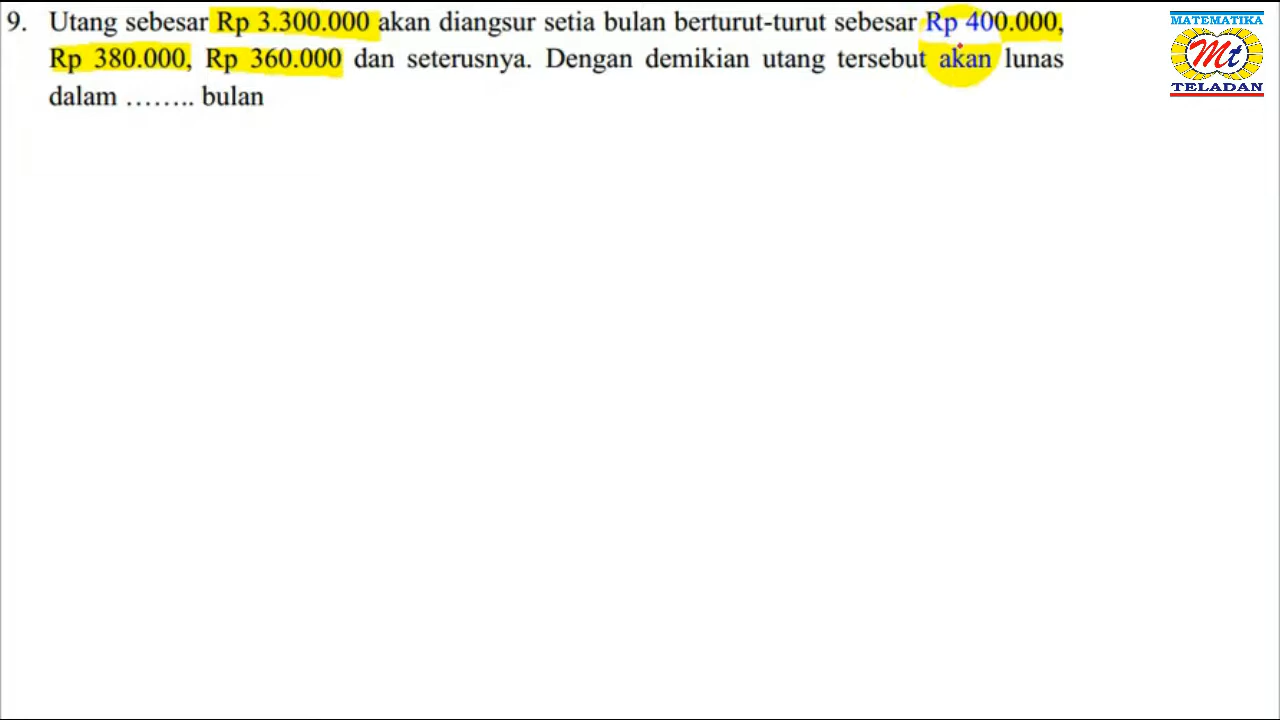 9. Utang sebesar Rp 3.300.000 akan diangsur setia bulan berturut-turut sebesar Rp 400.000,
Rp 380.000, Rp 360.000 dan seterusnya. Dengan demikian utang tersebut akan lunas
dalam …….. bulan
MATEMATIKA
Mt
TELADAN